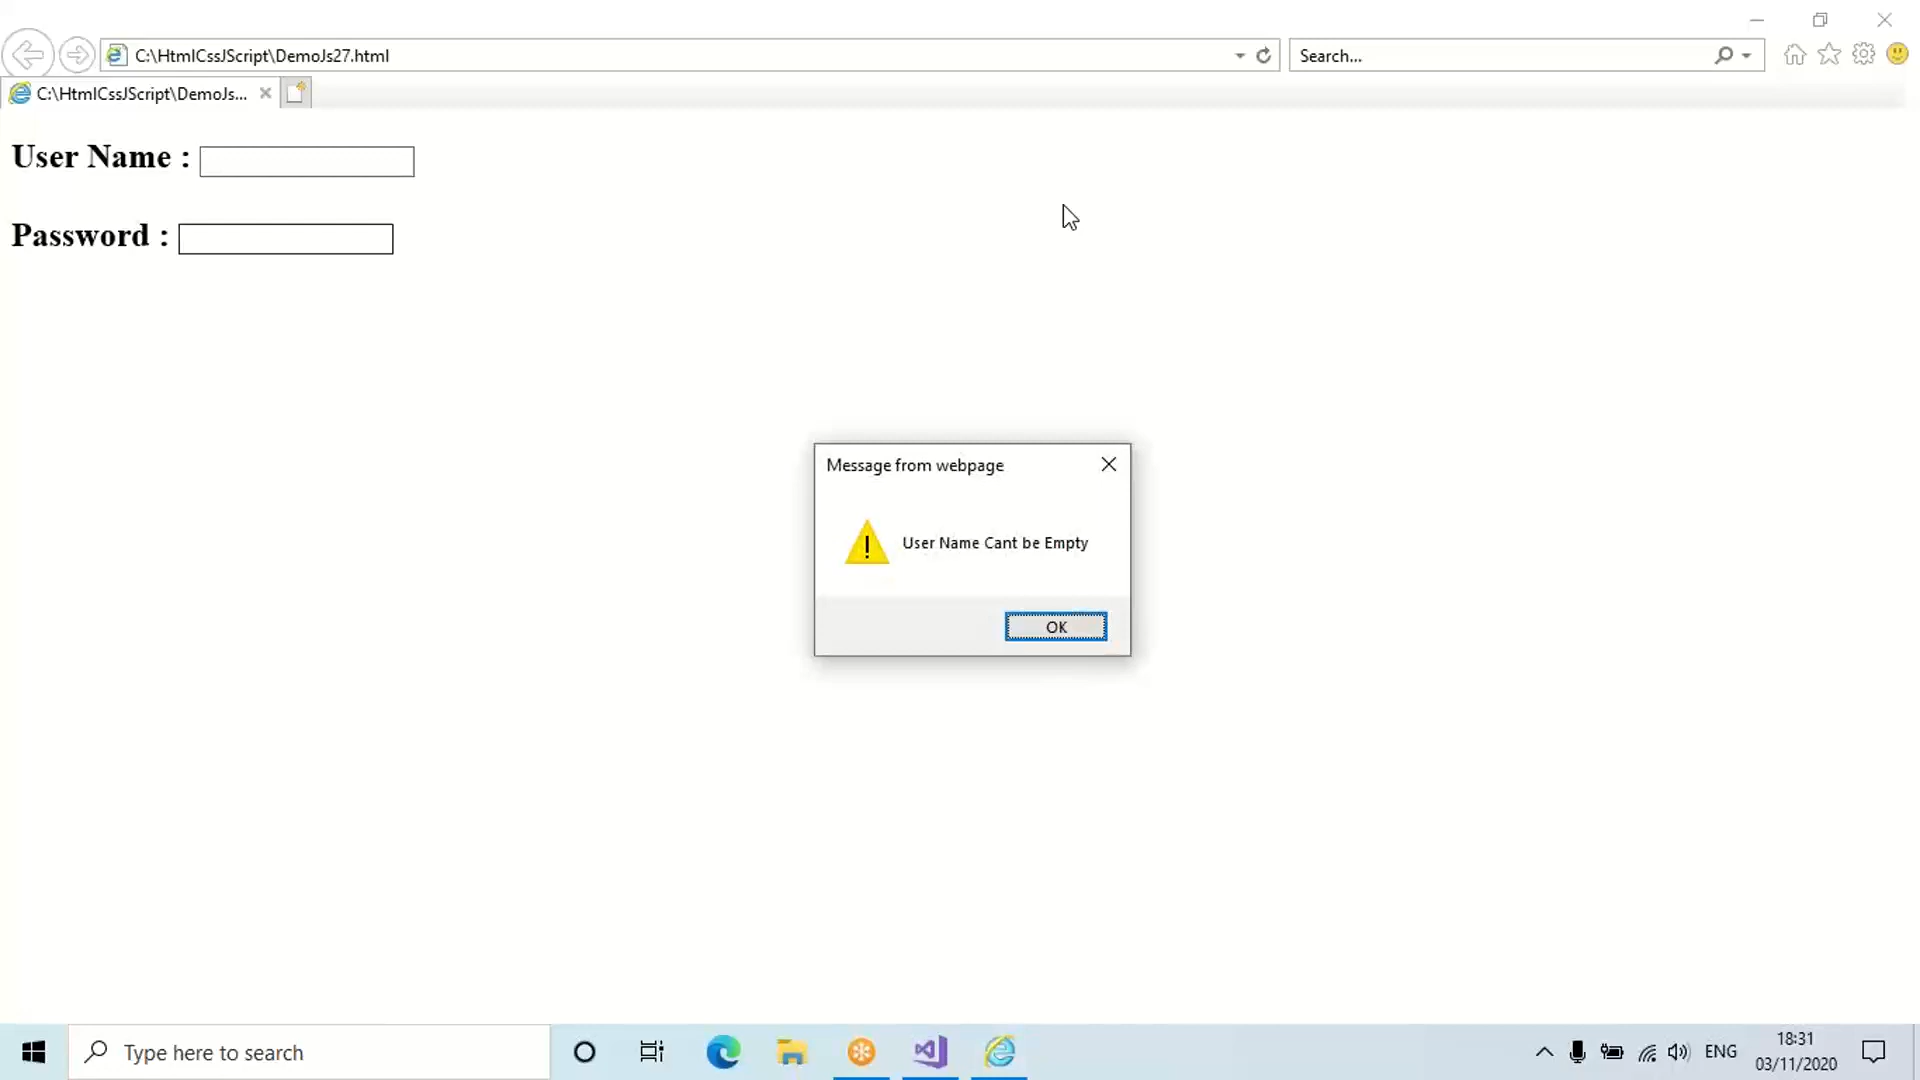 C:\HtmlCssJScript\DemoJs27.html
Search...
C:\HtmlCssJScript\DemoJs...
User Name :
Password :
Message from webpage
User Name Cant be Empty
OK
Type here to search
ENG
18:31
03/11/2020